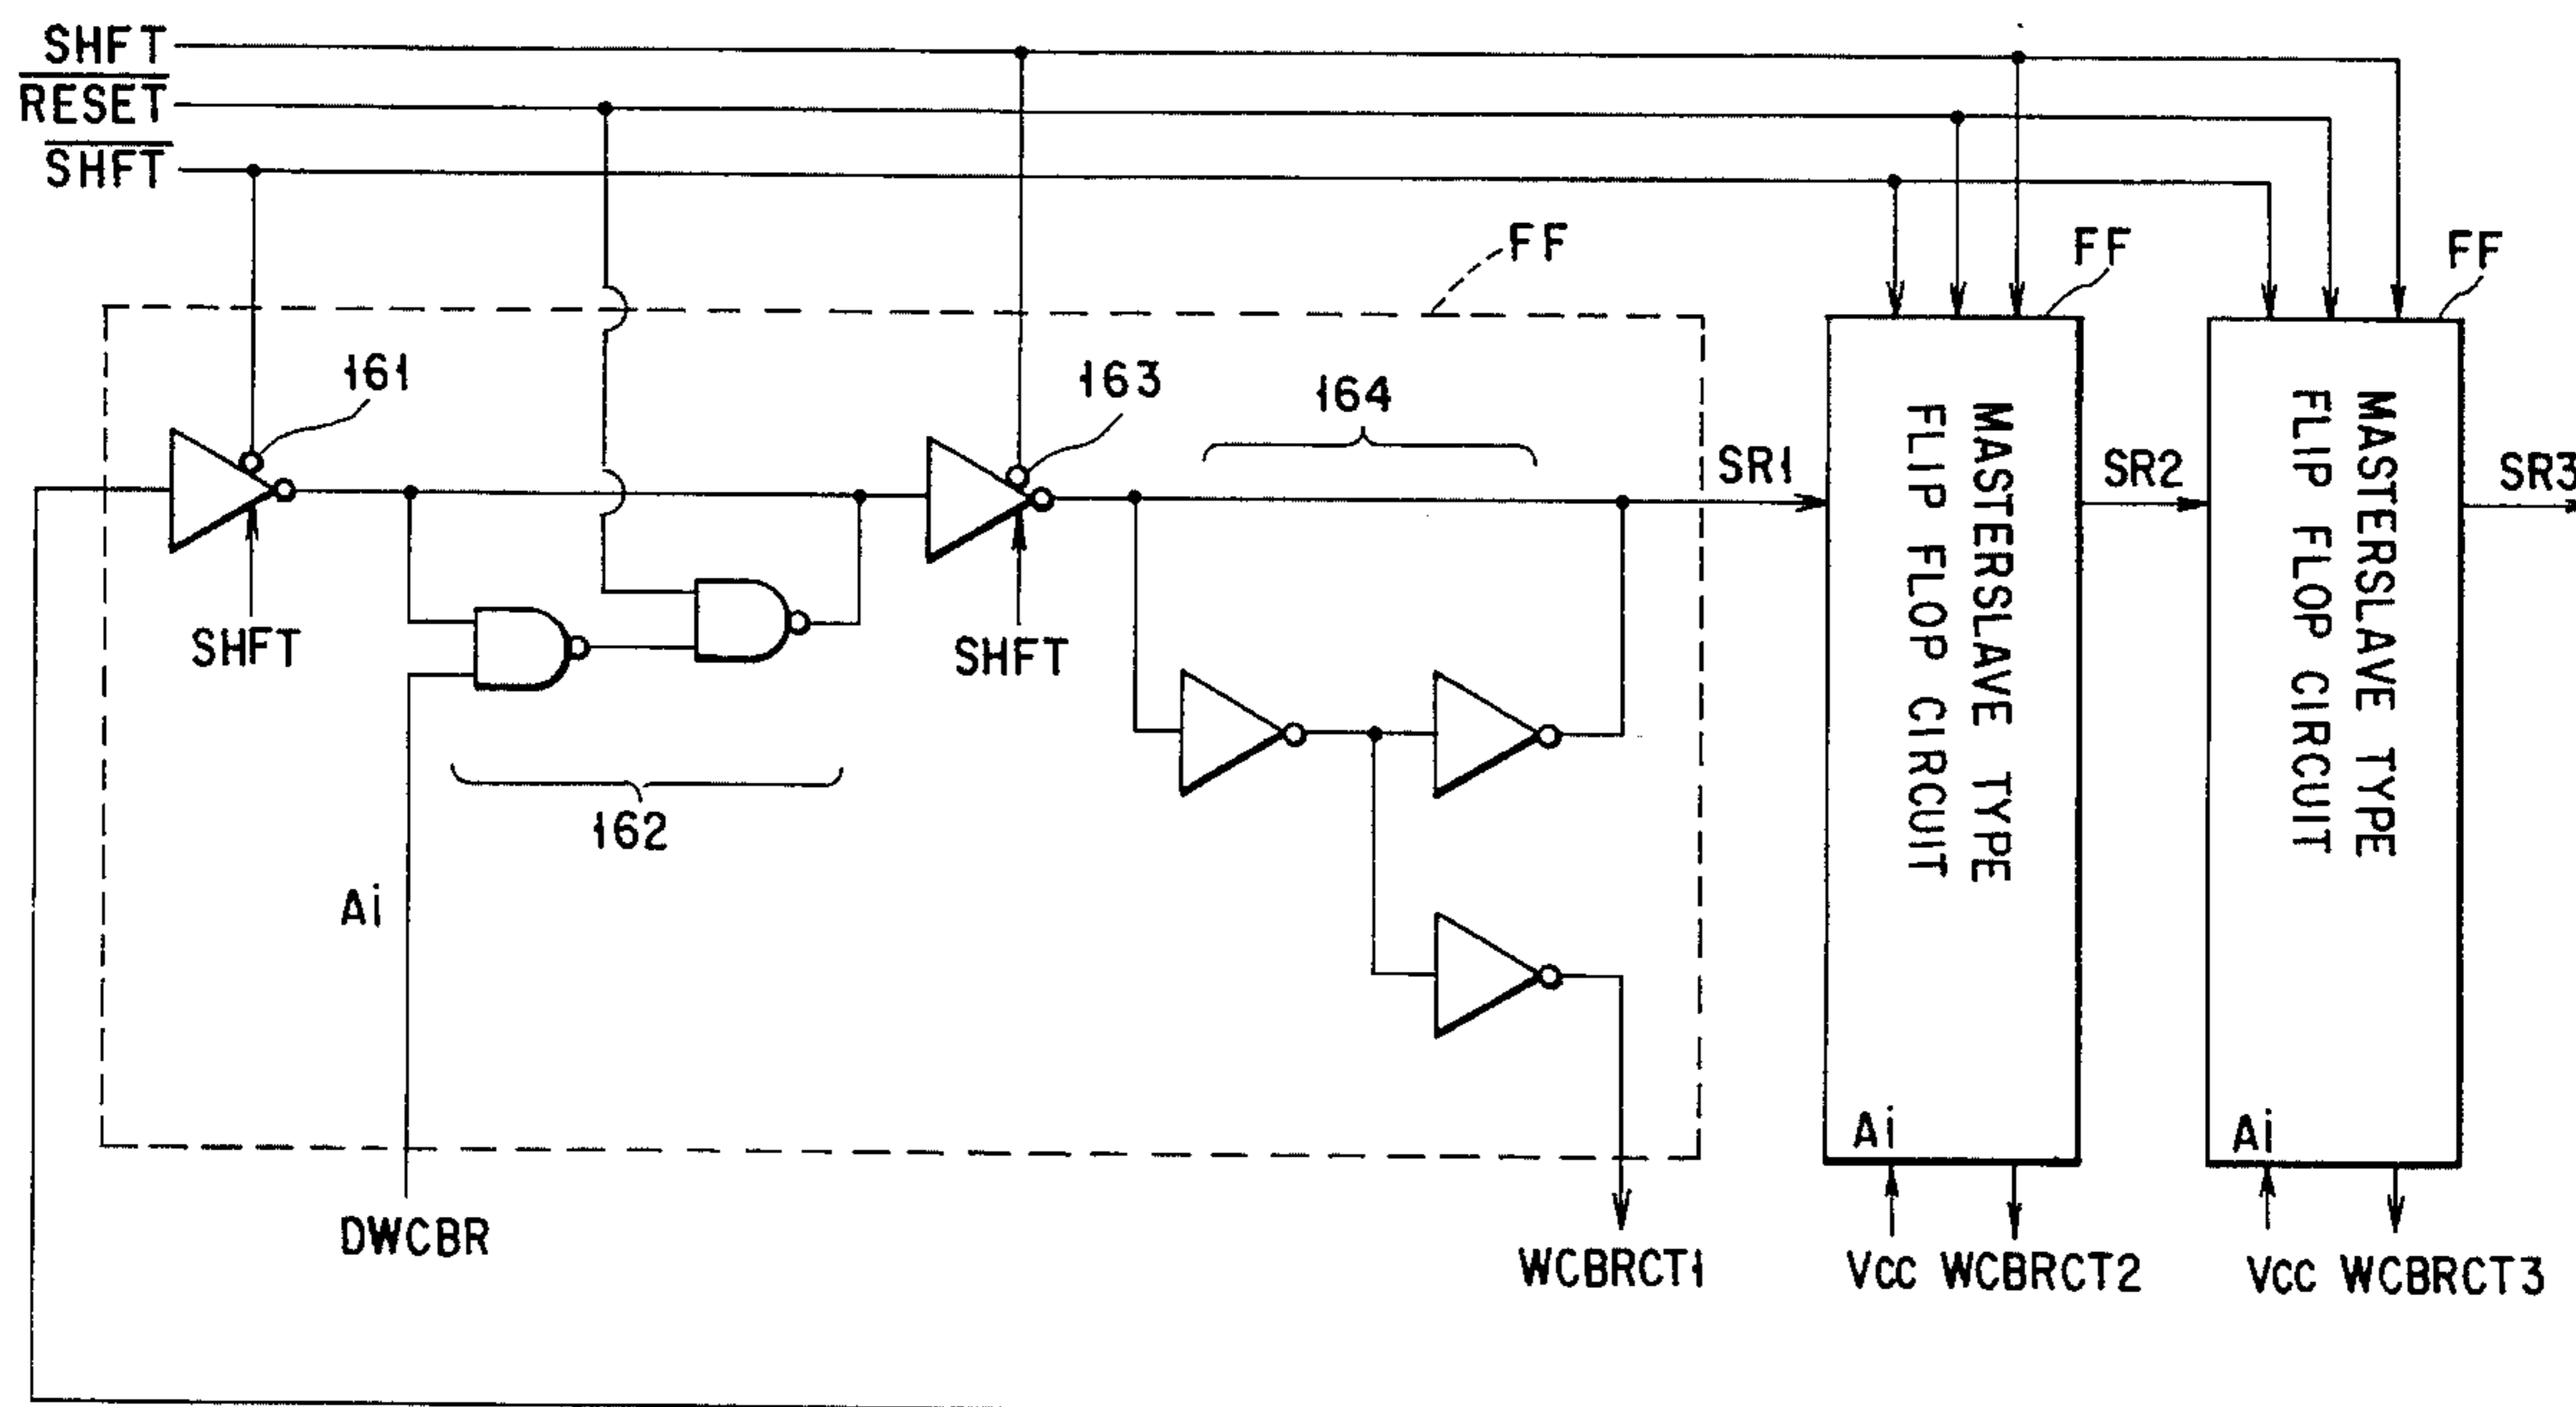 SHFT
RESET
SHFT
FF
FF
FF
161
163
164
SR1
SR2
SR3
SHFT
SHFT
162
MASTERSLAVE TYPE
FLIP FLOP CIRCUIT
MASTERSLAVE TYPE
FLIP FLOP CIRCUIT
Ai
Ai
Ai
DWCBR
WCBRCT1
Vcc WCBRCT2
Vcc WCBRCT3